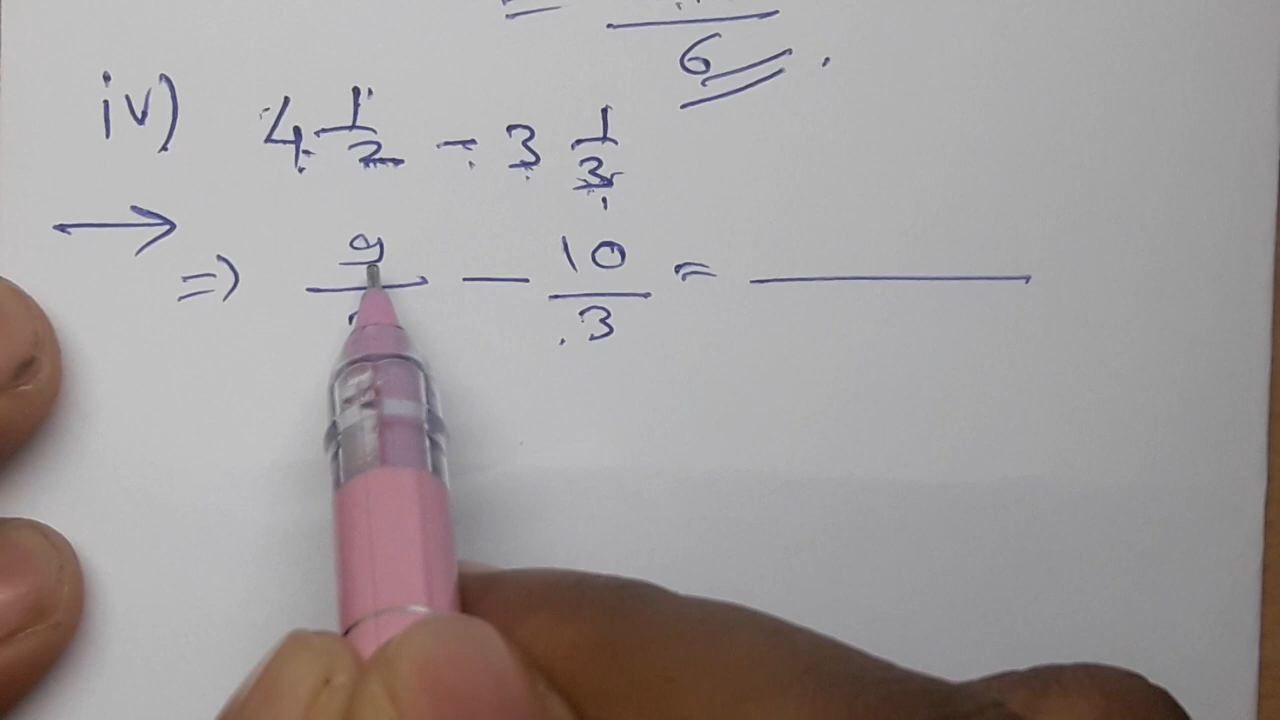 6 .
iv) 4 1/2 - 3 1/3
→
⇒ 9/ - 10/3 =